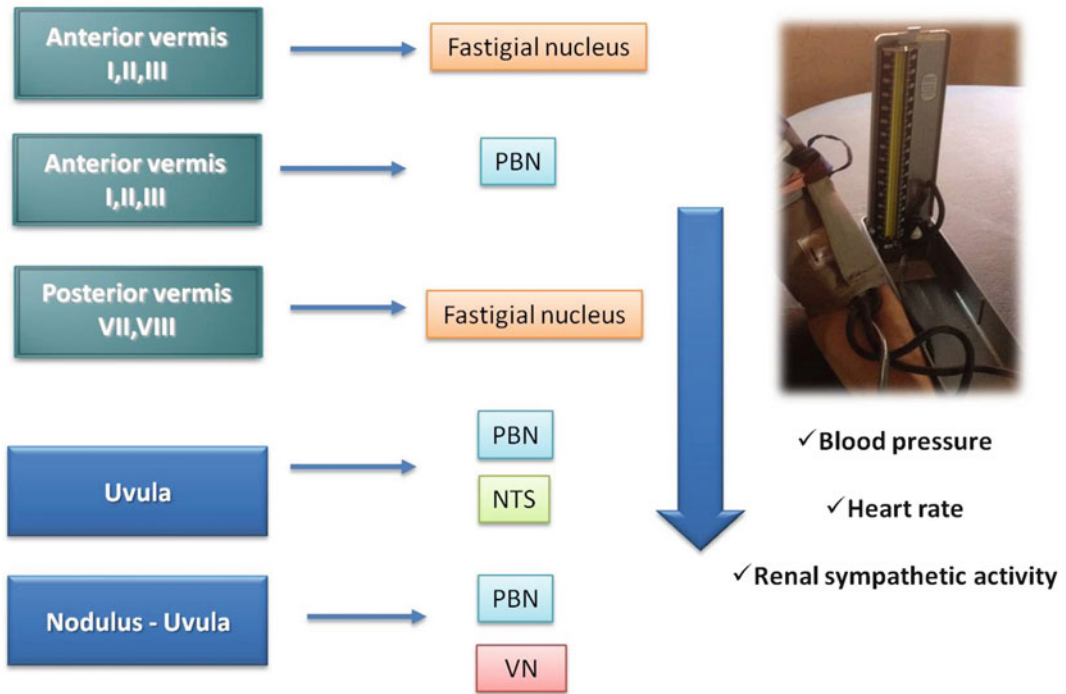 Anterior vermis
I,II,III
Fastigial nucleus
Anterior vermis
I,II,III
PBN
Posterior vermis
VII,VIII
Fastigial nucleus
Uvula
PBN
NTS
Nodulus - Uvula
PBN
VN
✓Blood pressure
✓Heart rate
✓Renal sympathetic activity